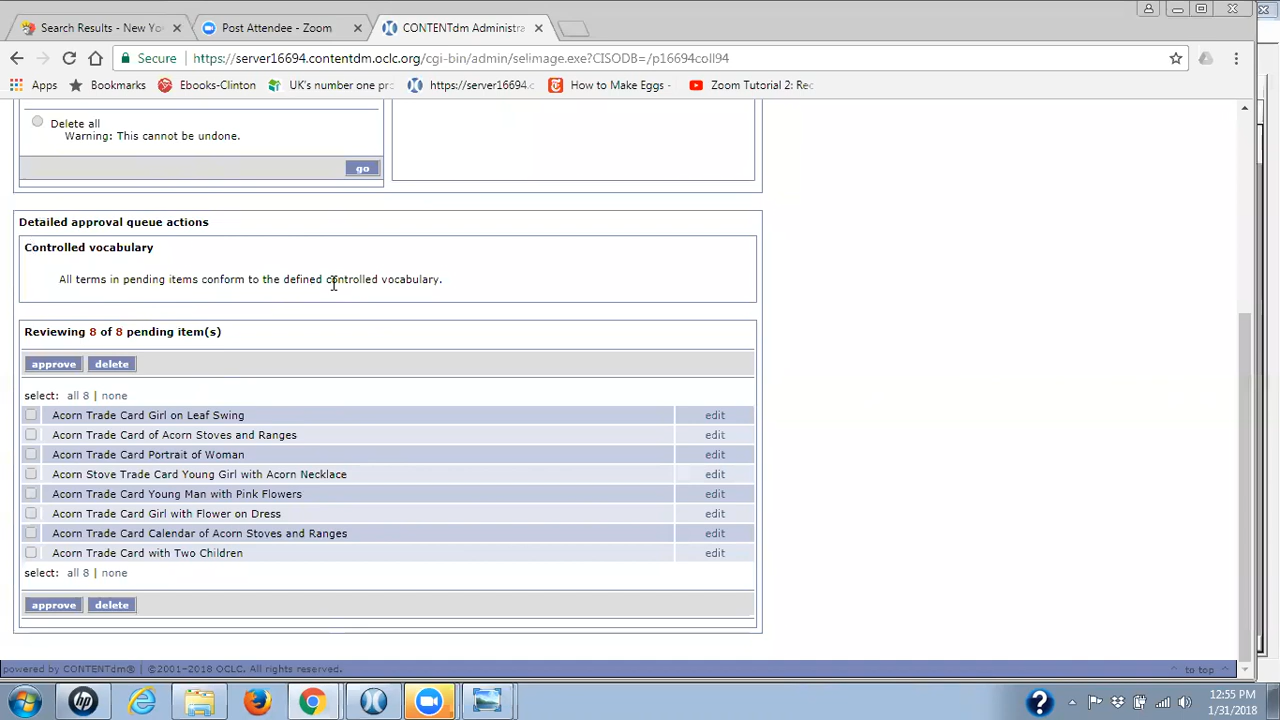 Search Results - New Yo
Post Attendee - Zoom
CONTENTdm Administra
Secure
https://server16694.contentdm.oclc.org/cgi-bin/admin/selimage.exe?CISODB=/p16694coll94
Apps
Bookmarks
Ebooks-Clinton
UK's number one pr
https://server16694.c
How to Make Eggs -
Zoom Tutorial 2: Rec
Delete all
Warning: This cannot be undone.
go
Detailed approval queue actions
Controlled vocabulary
All terms in pending items conform to the defined controlled vocabulary.
Reviewing 8 of 8 pending item(s)
approve delete
select: all 8 | none
Acorn Trade Card Girl on Leaf Swing edit
Acorn Trade Card of Acorn Stoves and Ranges edit
Acorn Trade Card Portrait of Woman edit
Acorn Stove Trade Card Young Girl with Acorn Necklace edit
Acorn Trade Card Young Man with Pink Flowers edit
Acorn Trade Card Girl with Flower on Dress edit
Acorn Trade Card Calendar of Acorn Stoves and Ranges edit
Acorn Trade Card with Two Children edit
select: all 8 | none
approve delete
powered by CONTENTdm® | ©2001-2018 OCLC. All rights reserved.
^ to top ^
12:55 PM
1/31/2018